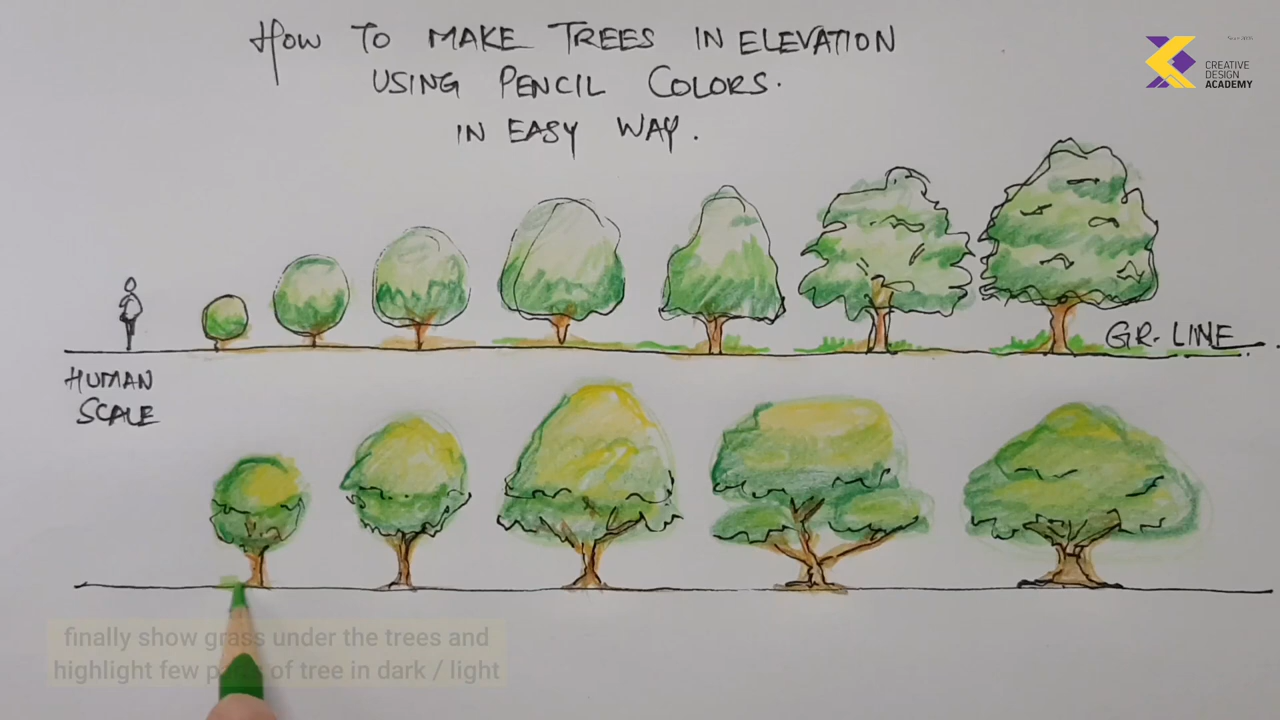 HOW TO MAKE TREES IN ELEVATION
USING PENCIL COLORS.
IN EASY WAY.
CREATIVE
DESIGN
ACADEMY
GR. LINE
HUMAN
SCALE
finally show grass under the trees and
highlight few parts of tree in dark / light